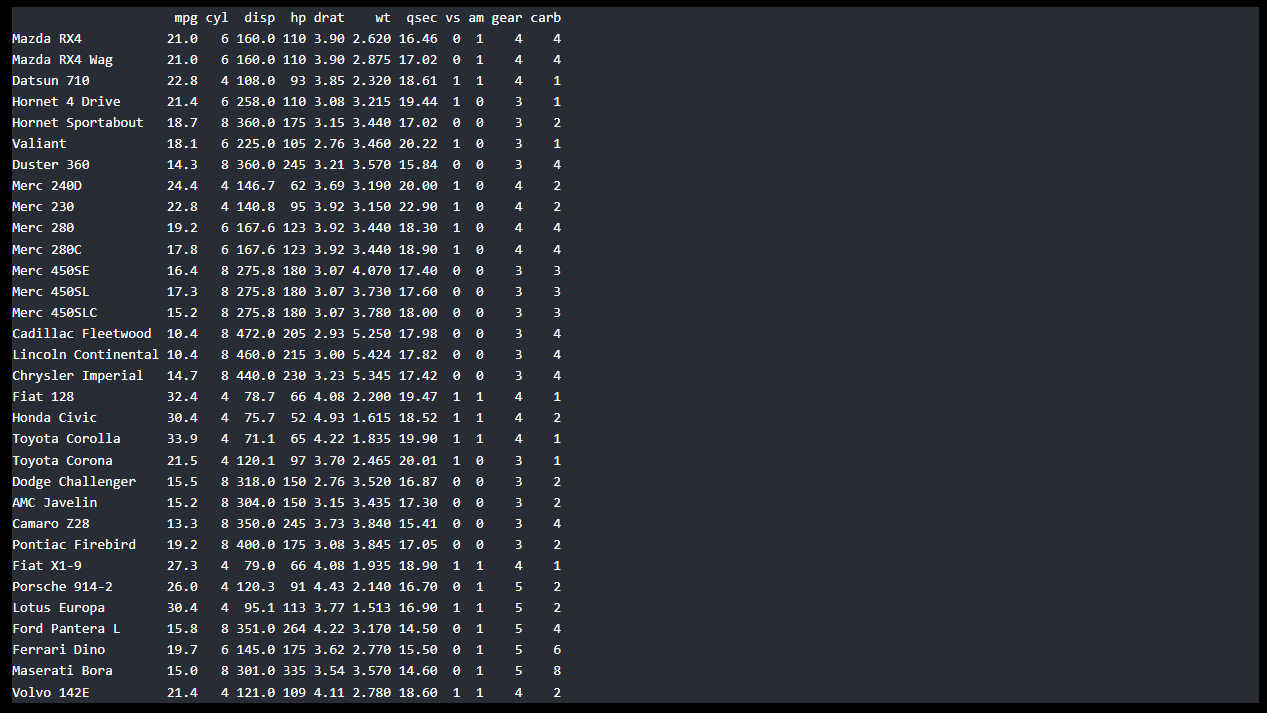 mpg cyl disp hp drat wt qsec vs am gear carb
Mazda RX4 21.0 6 160.0 110 3.90 2.620 16.46 0 1 4 4
Mazda RX4 Wag 21.0 6 160.0 110 3.90 2.875 17.02 0 1 4 4
Datsun 710 22.8 4 108.0 93 3.85 2.320 18.61 1 1 4 1
Hornet 4 Drive 21.4 6 258.0 110 3.08 3.215 19.44 1 0 3 1
Hornet Sportabout 18.7 8 360.0 175 3.15 3.440 17.02 0 0 3 2
Valiant 18.1 6 225.0 105 2.76 3.460 20.22 1 0 3 1
Duster 360 14.3 8 360.0 245 3.21 3.570 15.84 0 0 3 4
Merc 240D 24.4 4 146.7 62 3.69 3.190 20.00 1 0 4 2
Merc 230 22.8 4 140.8 95 3.92 3.150 22.90 1 0 4 2
Merc 280 19.2 6 167.6 123 3.92 3.440 18.30 1 0 4 4
Merc 280C 17.8 6 167.6 123 3.92 3.440 18.90 1 0 4 4
Merc 450SE 16.4 8 275.8 180 3.07 4.070 17.40 0 0 3 3
Merc 450SL 17.3 8 275.8 180 3.07 3.730 17.60 0 0 3 3
Merc 450SLC 15.2 8 275.8 180 3.07 3.780 18.00 0 0 3 3
Cadillac Fleetwood 10.4 8 472.0 205 2.93 5.250 17.98 0 0 3 4
Lincoln Continental 10.4 8 460.0 215 3.00 5.424 17.82 0 0 3 4
Chrysler Imperial 14.7 8 440.0 230 3.23 5.345 17.42 0 0 3 4
Fiat 128 32.4 4 78.7 66 4.08 2.200 19.47 1 1 4 1
Honda Civic 30.4 4 75.7 52 4.93 1.615 18.52 1 1 4 2
Toyota Corolla 33.9 4 71.1 65 4.22 1.835 19.90 1 1 4 1
Toyota Corona 21.5 4 120.1 97 3.70 2.465 20.01 1 0 3 1
Dodge Challenger 15.5 8 318.0 150 2.76 3.520 16.87 0 0 3 2
AMC Javelin 15.2 8 304.0 150 3.15 3.435 17.30 0 0 3 2
Camaro Z28 13.3 8 350.0 245 3.73 3.840 15.41 0 0 3 4
Pontiac Firebird 19.2 8 400.0 175 3.08 3.845 17.05 0 0 3 2
Fiat X1-9 27.3 4 79.0 66 4.08 1.935 18.90 1 1 4 1
Porsche 914-2 26.0 4 120.3 91 4.43 2.140 16.70 0 1 5 2
Lotus Europa 30.4 4 95.1 113 3.77 1.513 16.90 1 1 5 2
Ford Pantera L 15.8 8 351.0 264 4.22 3.170 14.50 0 1 5 4
Ferrari Dino 19.7 6 145.0 175 3.62 2.770 15.50 0 1 5 6
Maserati Bora 15.0 8 301.0 335 3.54 3.570 14.60 0 1 5 8
Volvo 142E 21.4 4 121.0 109 4.11 2.780 18.60 1 1 4 2